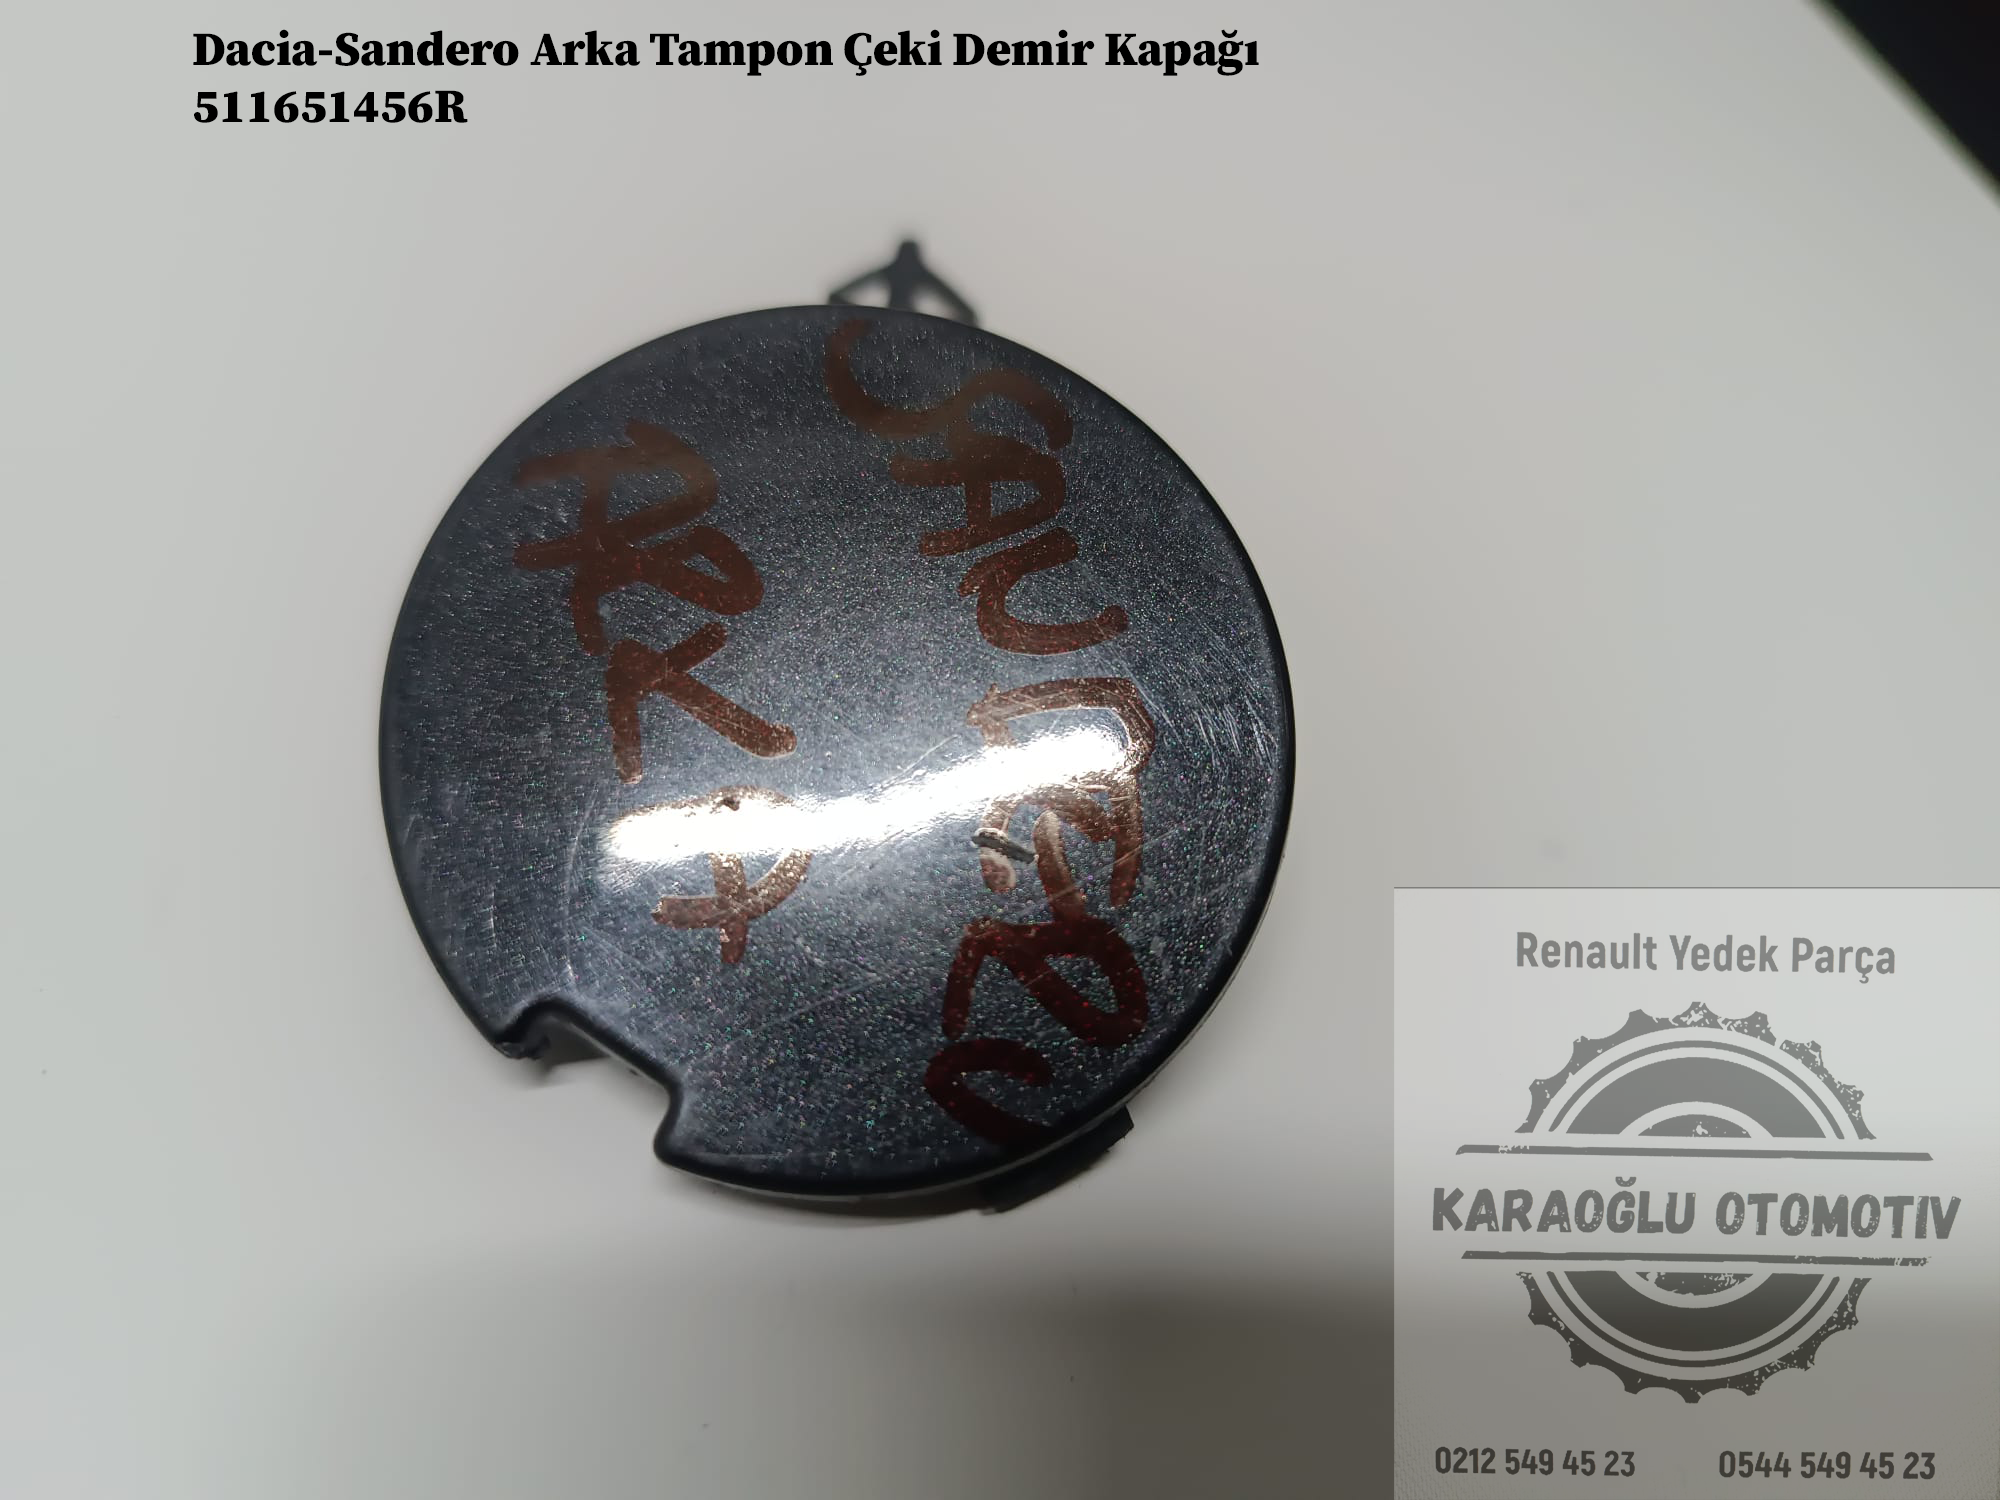 Dacia-Sandero Arka Tampon Çeki Demir Kapağı
511651456R
SANDERO
ARKA
Renault Yedek Parça
KARAOĞLU OTOMOTIV
0212 549 45 23
0544 549 45 23